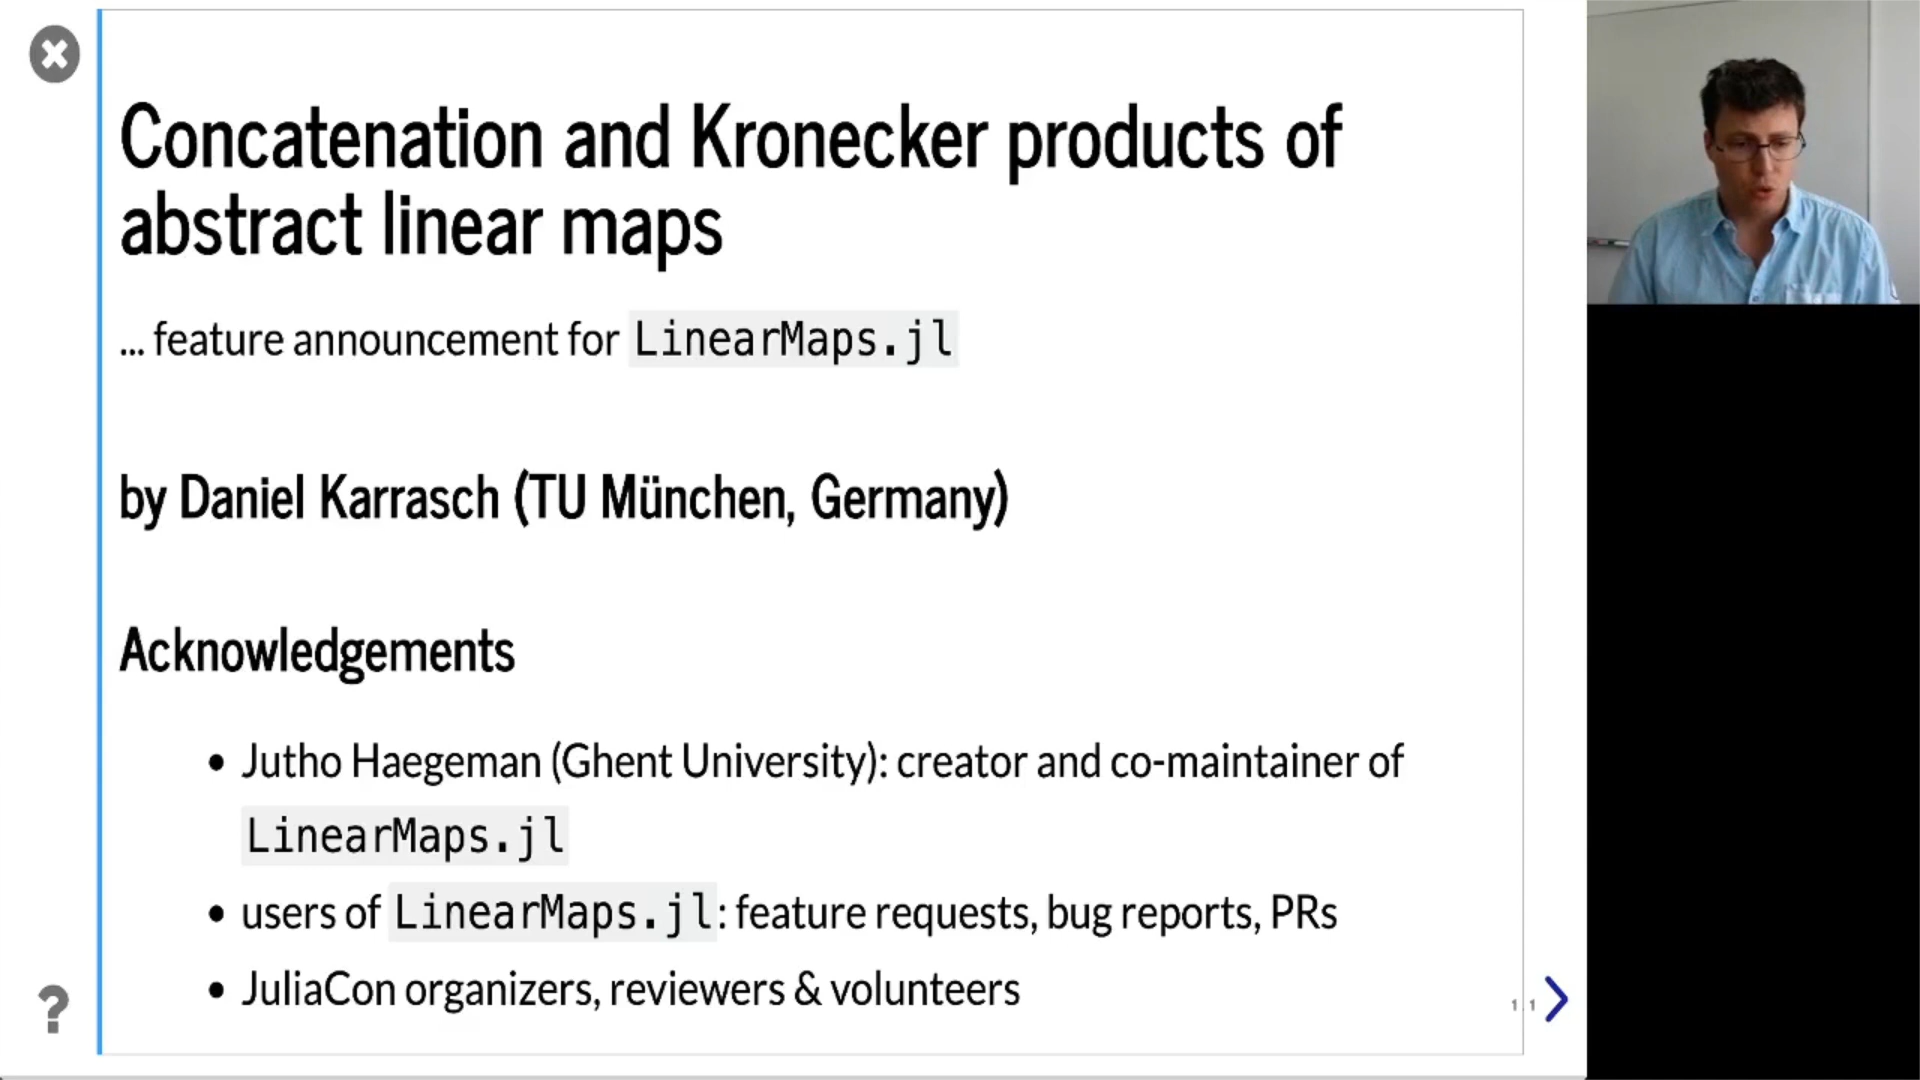 Concatenation and Kronecker products of
abstract linear maps
... feature announcement for LinearMaps.jl
by Daniel Karrasch (TU München, Germany)
Acknowledgements
• Jutho Haegeman (Ghent University): creator and co-maintainer of
LinearMaps.jl
• users of LinearMaps.jl: feature requests, bug reports, PRs
• JuliaCon organizers, reviewers & volunteers
?
1.1